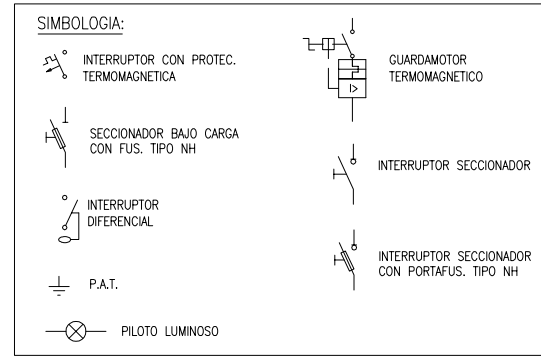 SIMBOLOGIA:
INTERRUPTOR CON PROTEC.
TERMOMAGNETICA
SECCIONADOR BAJO CARGA
CON FUS. TIPO NH
INTERRUPTOR
DIFERENCIAL
P.A.T.
PILOTO LUMINOSO
GUARDAMOTOR
TERMOMAGNETICO
I>
INTERRUPTOR SECCIONADOR
INTERRUPTOR SECCIONADOR
CON PORTAFUS. TIPO NH